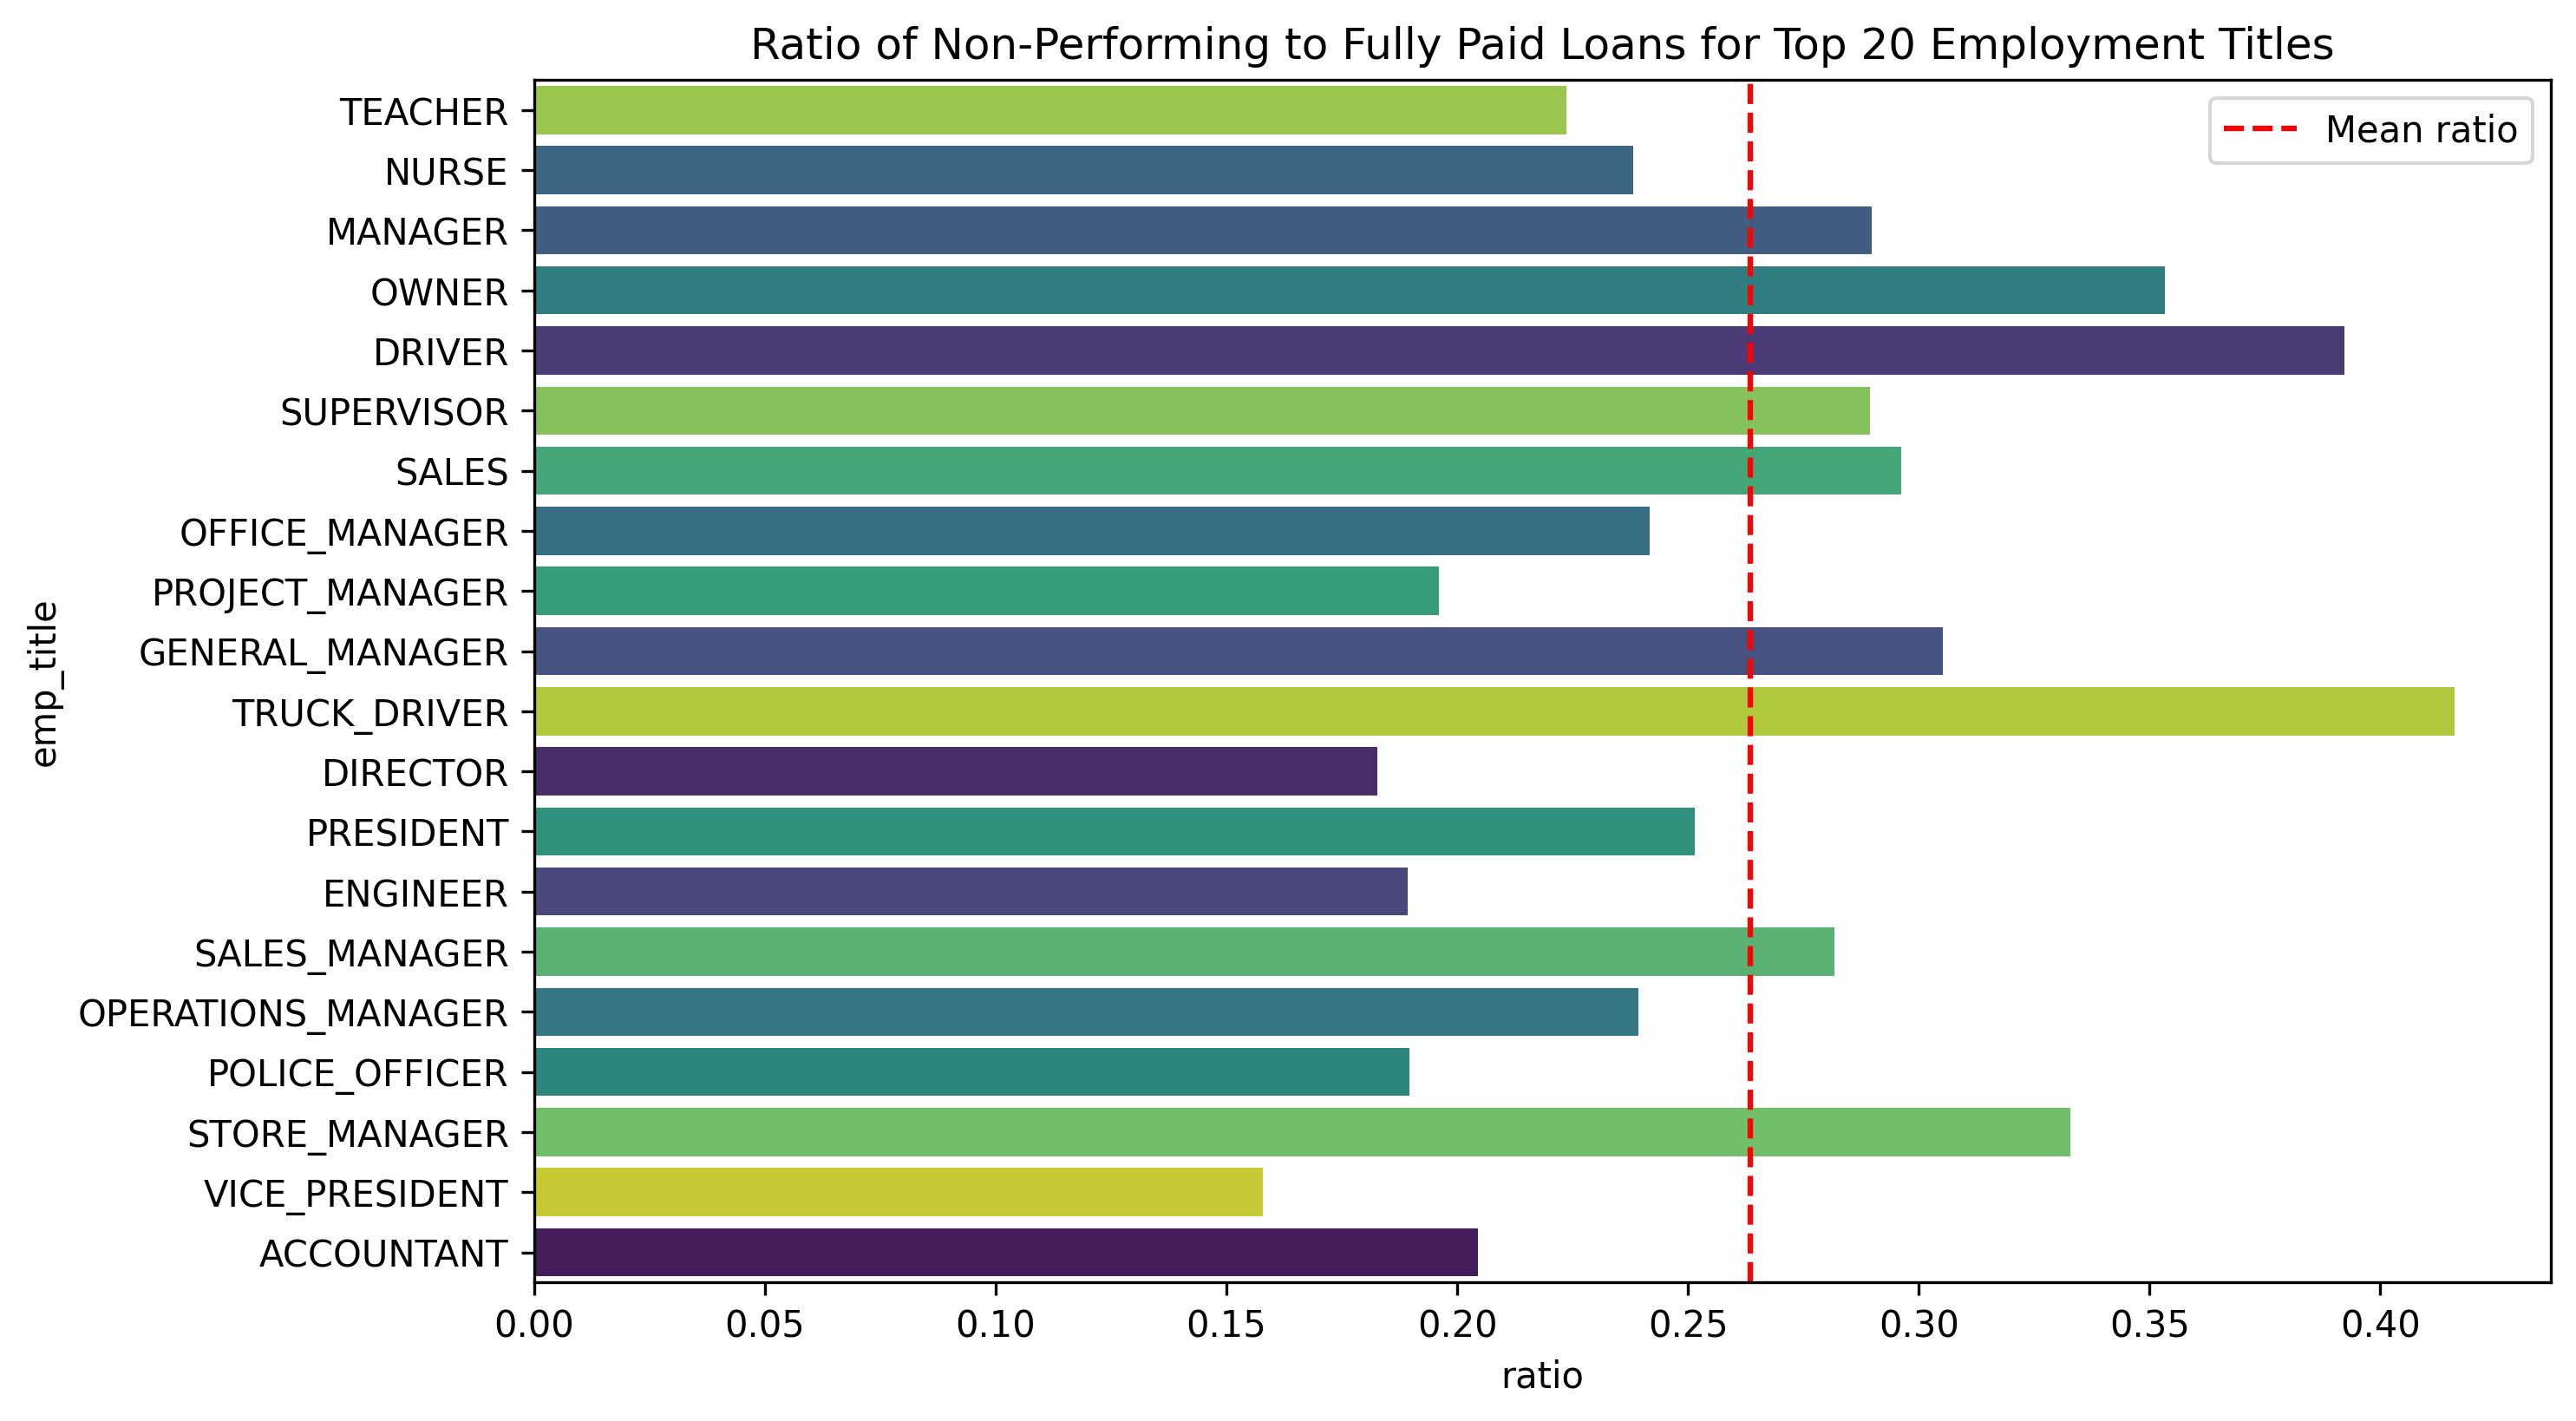 Ratio of Non-Performing to Fully Paid Loans for Top 20 Employment Titles
Mean ratio
emp_title
TEACHER
NURSE
MANAGER
OWNER
DRIVER
SUPERVISOR
SALES
OFFICE_MANAGER
PROJECT_MANAGER
GENERAL_MANAGER
TRUCK_DRIVER
DIRECTOR
PRESIDENT
ENGINEER
SALES_MANAGER
OPERATIONS_MANAGER
POLICE_OFFICER
STORE_MANAGER
VICE_PRESIDENT
ACCOUNTANT
0.00 0.05 0.10 0.15 0.20 0.25 0.30 0.35 0.40
ratio